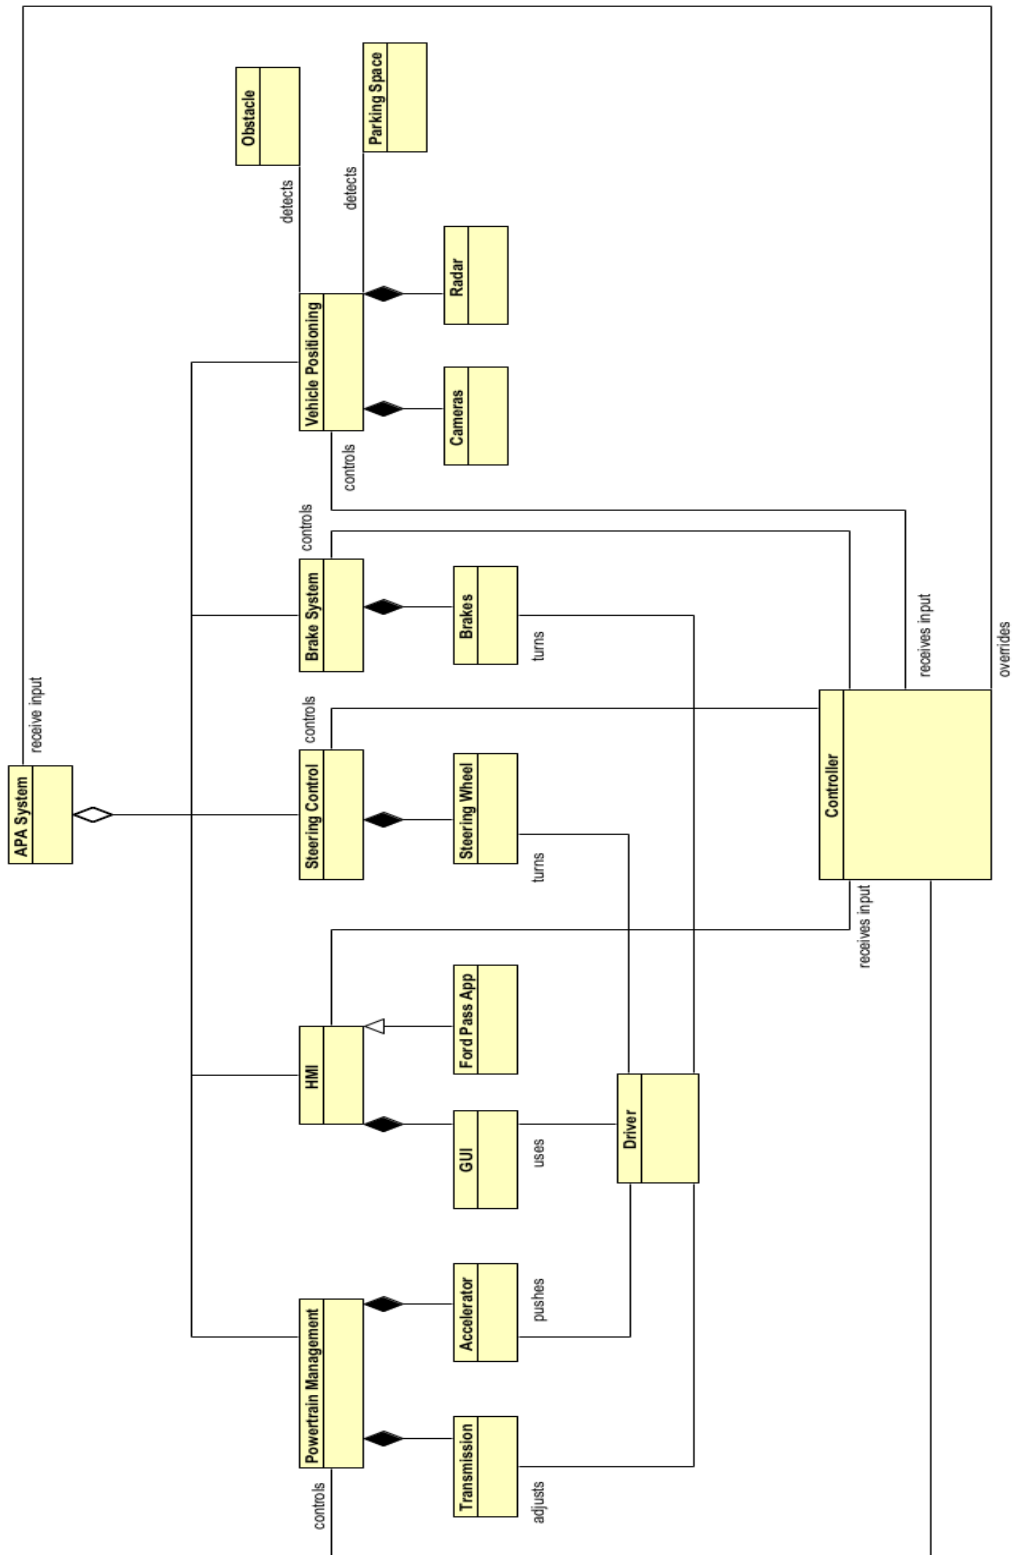 APA System
receive input
Powertrain Management
controls
HMI
Steering Control
controls
Brake System
controls
Vehicle Positioning
controls
detects
Obstacle
detects
Parking Space
Transmission
adjusts
Accelerator
pushes
GUI
uses
Ford Pass App
Steering Wheel
turns
Brakes
turns
Cameras
Radar
Driver
Controller
receives input
receives input
overrides